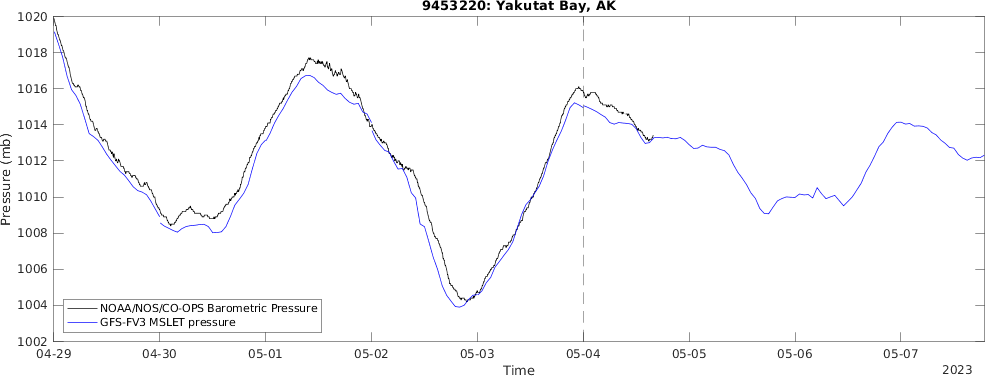 9453220: Yakutat Bay, AK
Pressure (mb)
1020
1018
1016
1014
1012
1010
1008
1006
1004
1002
NOAA/NOS/CO-OPS Barometric Pressure
GFS-FV3 MSLET pressure
04-29 04-30 05-01 05-02 05-03 05-04 05-05 05-06 05-07
Time
2023